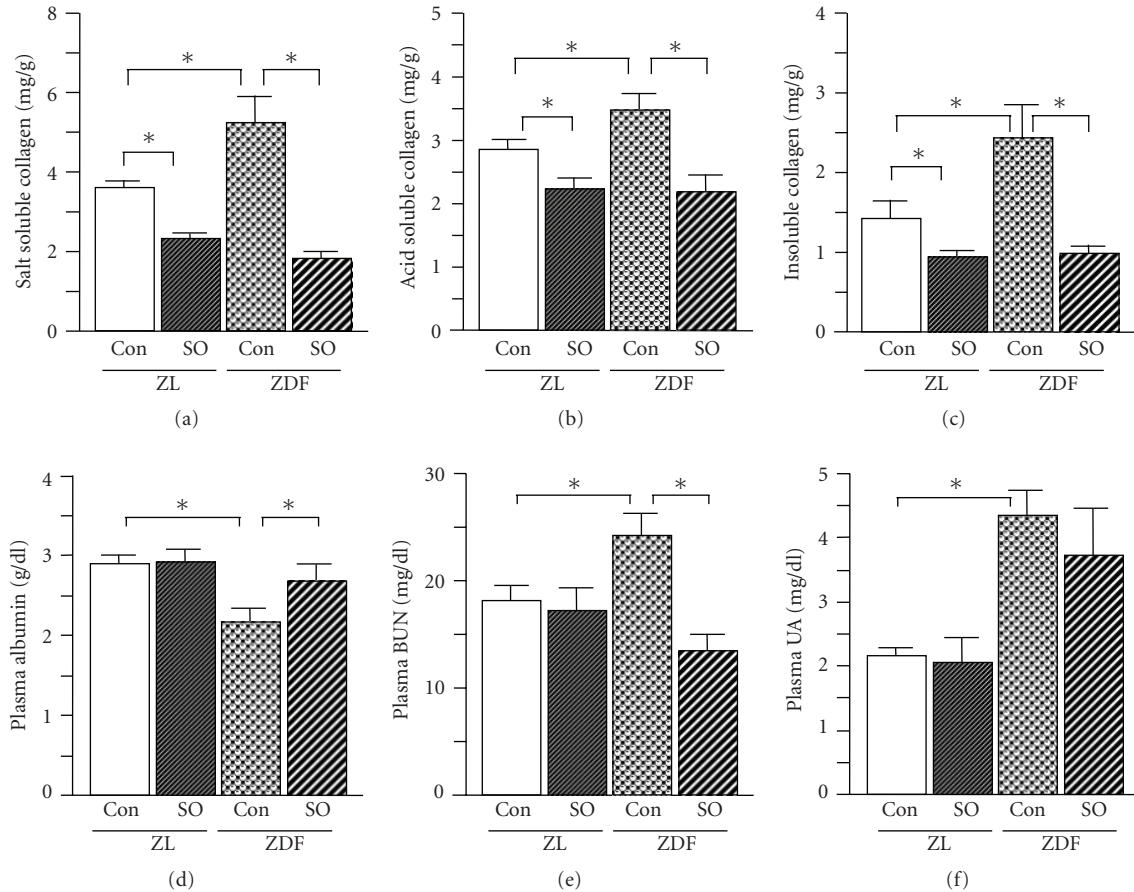 Salt soluble collagen (mg/g)
8
6
4
2
0
*
*
*
Con SO Con SO
ZL ZDF
(a)
Acid soluble collagen (mg/g)
5
4
3
2
1
0
*
*
*
Con SO Con SO
ZL ZDF
(b)
Insoluble collagen (mg/g)
4
3
2
1
0
*
*
*
Con SO Con SO
ZL ZDF
(c)
Plasma albumin (g/dl)
4
3
2
1
0
*
*
Con SO Con SO
ZL ZDF
(d)
Plasma BUN (mg/dl)
30
20
10
0
*
*
Con SO Con SO
ZL ZDF
(e)
Plasma UA (mg/dl)
5
4
3
2
1
0
*
Con SO Con SO
ZL ZDF
(f)